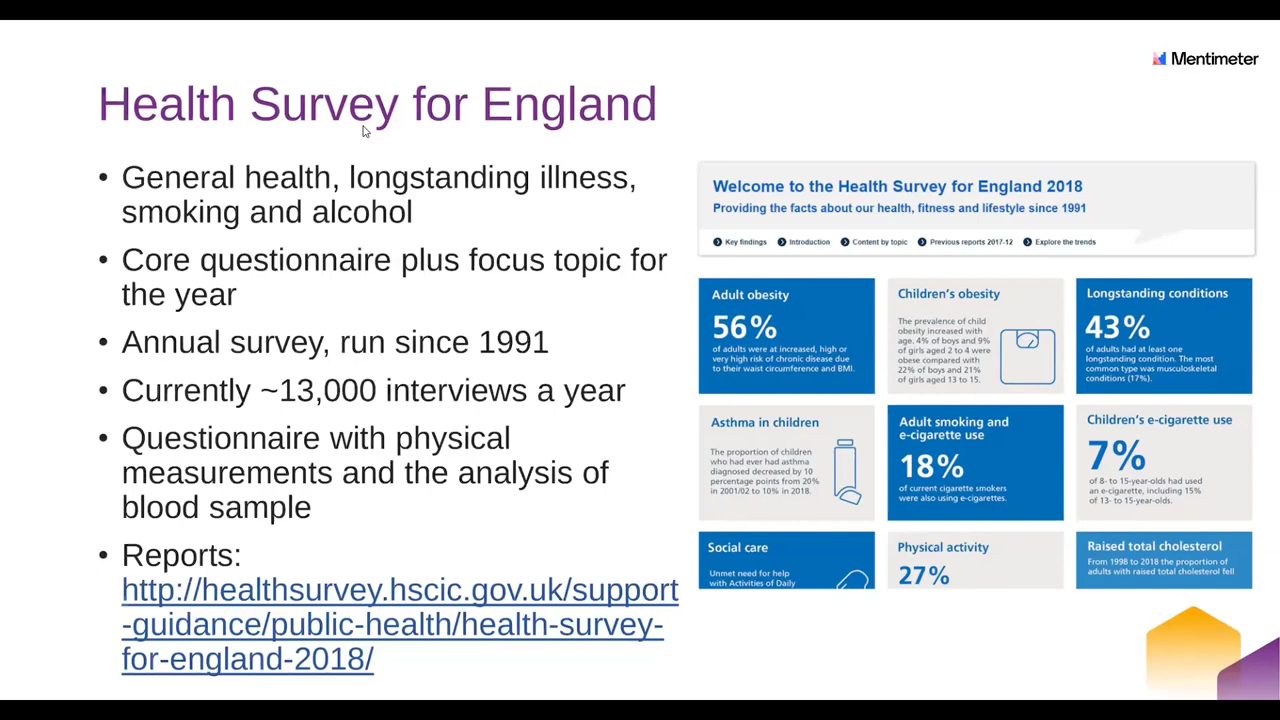 Mentimeter
Health Survey for England
• General health, longstanding illness,
smoking and alcohol
• Core questionnaire plus focus topic for
the year
• Annual survey, run since 1991
• Currently ~13,000 interviews a year
• Questionnaire with physical
measurements and the analysis of
blood sample
• Reports:
http://healthsurvey.hscic.gov.uk/support
-guidance/public-health/health-survey-
for-england-2018/
Welcome to the Health Survey for England 2018
Providing the facts about our health, fitness and lifestyle since 1991
Key findings Introduction Content by topic Previous reports 2017-12 Explore the trends
Adult obesity
56%
of adults were at increased, high or
very high risk of chronic disease due
to their waist circumference and BMI.
Children's obesity
The prevalence of child
obesity increased with
age. 4% of boys and 9%
of girls aged 2 to 4 were
obese compared with
22% of boys and 21%
of girls aged 13 to 15.
Longstanding conditions
43%
of adults had at least one
longstanding condition. The most
common type was musculoskeletal
conditions (17%).
Asthma in children
The proportion of children
who had ever had asthma
diagnosed decreased by 10
percentage points from 20%
in 2001/02 to 10% in 2018.
Adult smoking and
e-cigarette use
18%
of current cigarette smokers
were also using e-cigarettes.
Children's e-cigarette use
7%
of 8- to 15-year-olds had used
an e-cigarette, including 15%
of 13- to 15-year-olds.
Social care
Unmet need for help
with Activities of Daily
Physical activity
27%
Raised total cholesterol
From 1998 to 2018 the proportion of
adults with raised total cholesterol fell